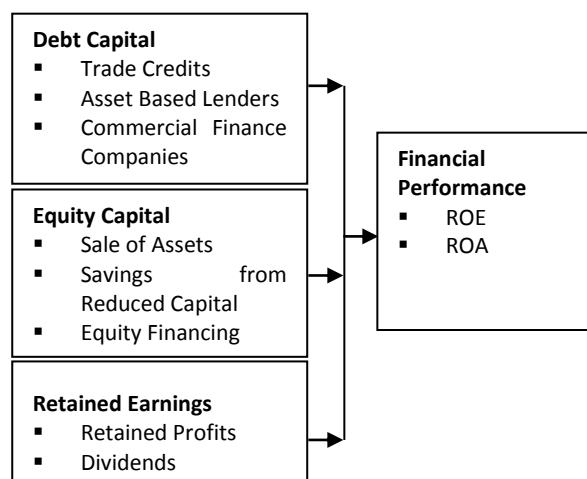 Debt Capital
▪ Trade Credits
▪ Asset Based Lenders
▪ Commercial Finance
Companies
Equity Capital
▪ Sale of Assets
▪ Savings from
Reduced Capital
▪ Equity Financing
Retained Earnings
▪ Retained Profits
▪ Dividends
Financial
Performance
▪ ROE
▪ ROA